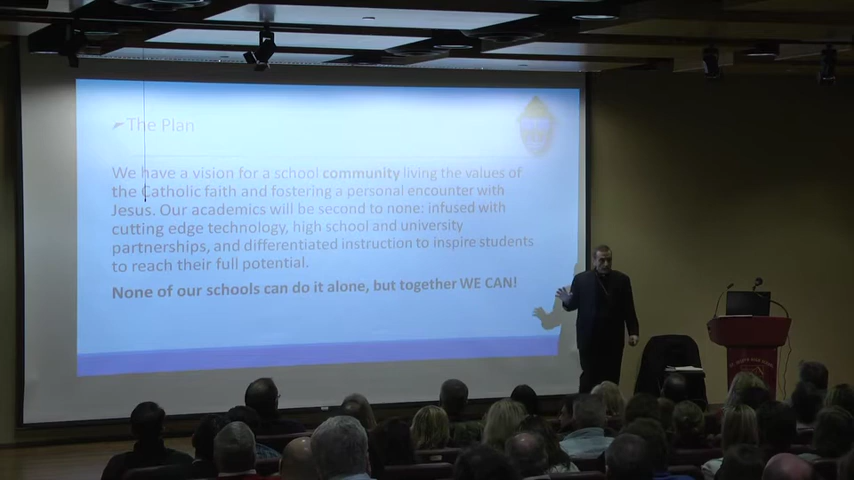 The Plan
We have a vision for a school community living the values of
the Catholic faith and fostering a personal encounter with
Jesus. Our academics will be second to none: infused with
cutting edge technology, high school and university
partnerships, and differentiated instruction to inspire students
to reach their full potential.
None of our schools can do it alone, but together WE CAN!